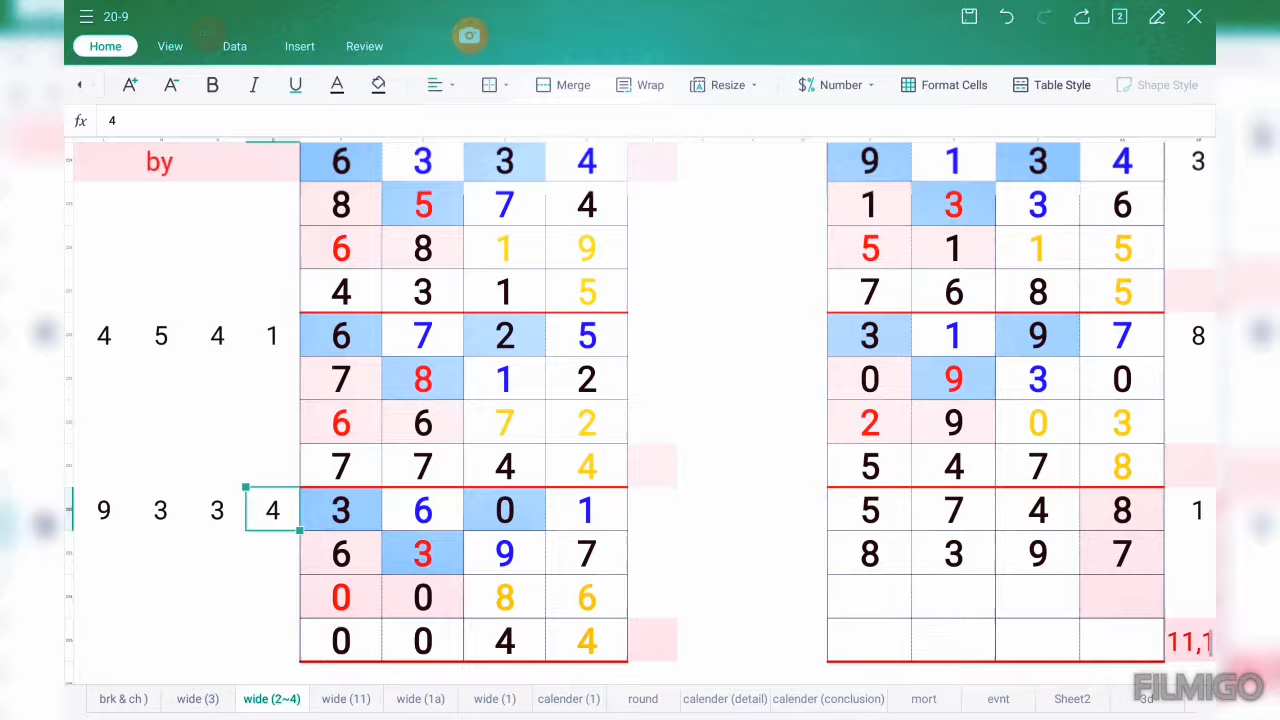 20-9
2
Home View Data Insert Review
A+ A- B I U A Merge Wrap Resize $% Number Format Cells Table Style Shape Style
fx 4
by 6 3 3 4 9 1 3 4 3
8 5 7 4 1 3 3 6
6 8 1 9 5 1 1 5
4 3 1 5 7 6 8 5
4 5 4 1 6 7 2 5 3 1 9 7 8
7 8 1 2 0 9 3 0
6 6 7 2 2 9 0 3
7 7 4 4 5 4 7 8
9 3 3 4 3 6 0 1 5 7 4 8 1
6 3 9 7 8 3 9 7
0 0 8 6
0 0 4 4 11,1
brk & ch ) wide (3) wide (2~4) wide (11) wide (1a) wide (1) calender (1) round calender (detail) calender (conclusion) mort evnt Sheet2 3d
FILMIGO